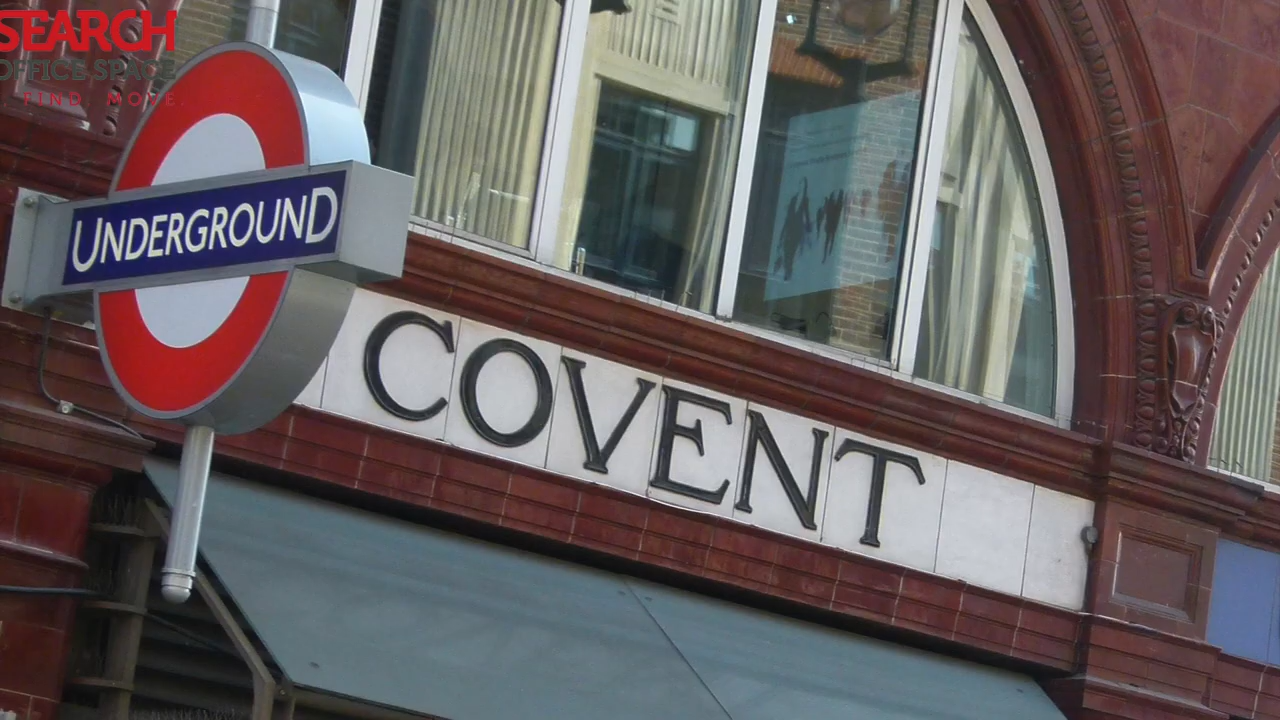 SEARCH
OFFICE SPACE
FIND. MOVE.
UNDERGROUND
COVENT